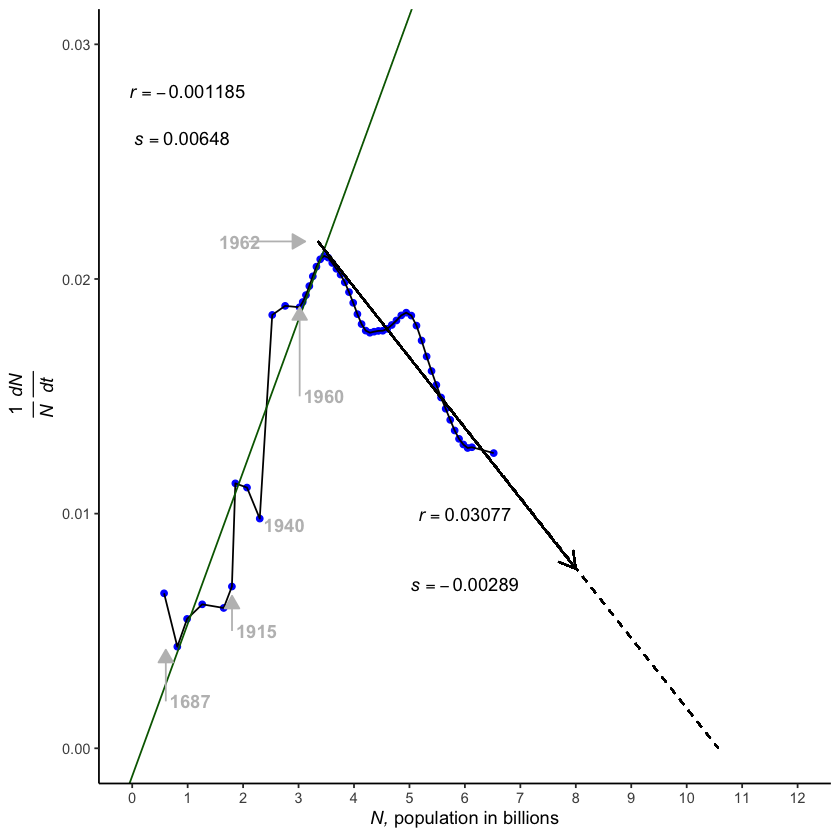 0.03
r = −0.001185
s = 0.00648
1962
0.02
1 dN
N dt
1960
0.01
1940
r = 0.03077
s = −0.00289
1915
1687
0.00
0 1 2 3 4 5 6 7 8 9 10 11 12
N, population in billions